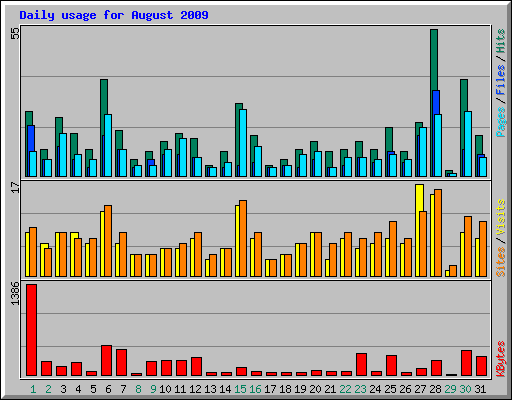 Daily usage for August 2009
55
Pages / Files / Hits
17
Sites / Visits
1386
KBytes
1 2 3 4 5 6 7 8 9 10 11 12 13 14 15 16 17 18 19 20 21 22 23 24 25 26 27 28 29 30 31